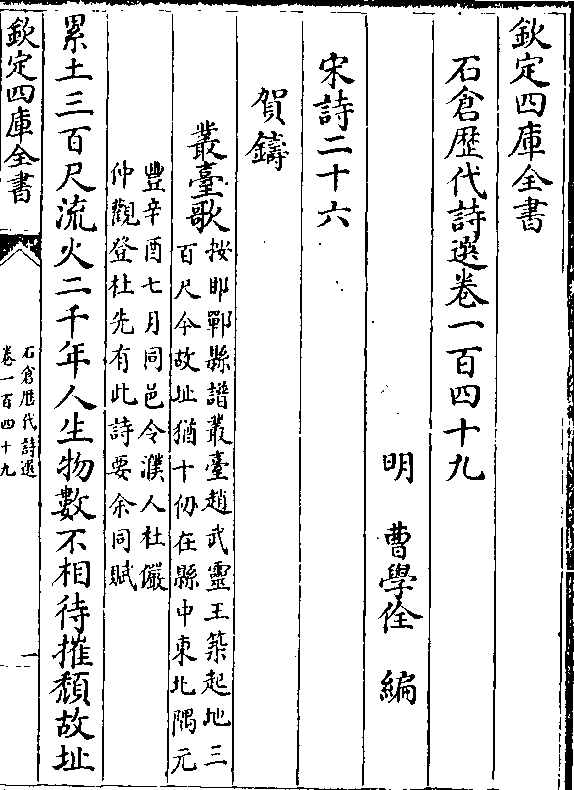 欽定四庫全書
石倉歴代詩選卷一百四十九
明　曹學佺　編
宋詩二十六
賀鑄
叢臺歌
按邯鄲縣譜叢臺趙武靈王築起地三
百尺今故址猶十仞在縣中東北隅元
豐辛酉七月同邑令濮人杜儼
仲觀登杜先有此詩要余同賦
累土三百尺流火二千年人生物數不相待摧頽故址
欽定四庫全書
石倉歴代詩選
卷一百四十九
一